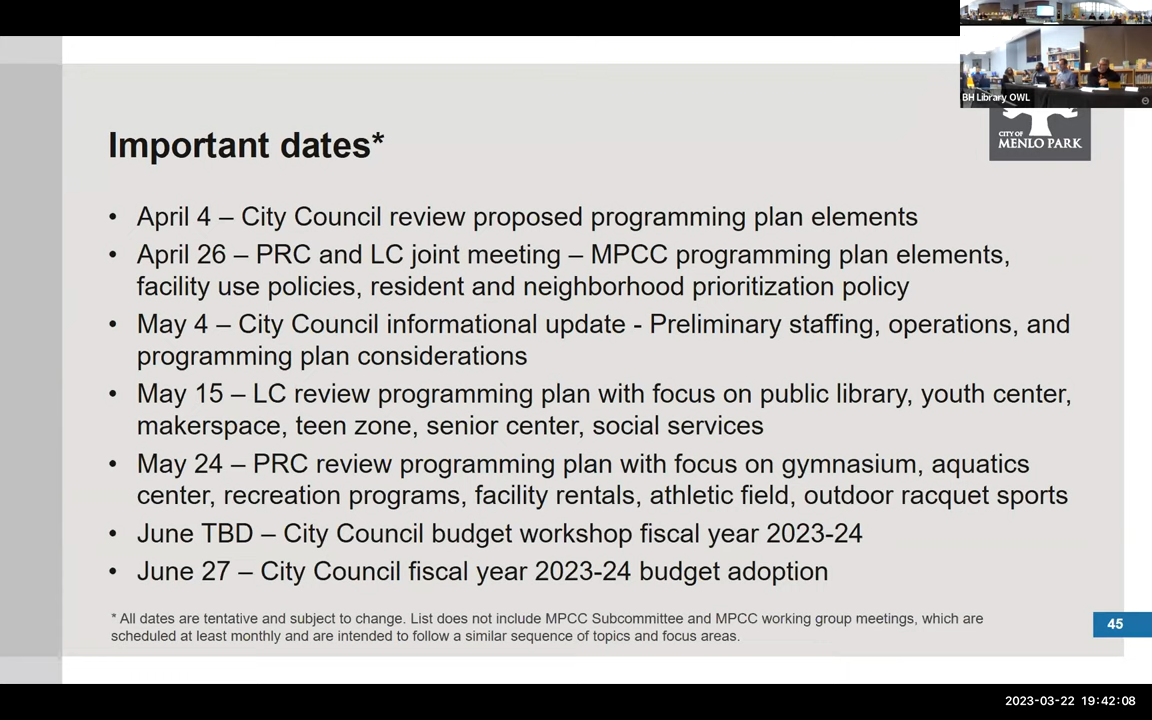 BH Library OWL
CITY OF
MENLO PARK
Important dates*
• April 4 – City Council review proposed programming plan elements
• April 26 – PRC and LC joint meeting – MPCC programming plan elements,
facility use policies, resident and neighborhood prioritization policy
• May 4 – City Council informational update - Preliminary staffing, operations, and
programming plan considerations
• May 15 – LC review programming plan with focus on public library, youth center,
makerspace, teen zone, senior center, social services
• May 24 – PRC review programming plan with focus on gymnasium, aquatics
center, recreation programs, facility rentals, athletic field, outdoor racquet sports
• June TBD – City Council budget workshop fiscal year 2023-24
• June 27 – City Council fiscal year 2023-24 budget adoption
* All dates are tentative and subject to change. List does not include MPCC Subcommittee and MPCC working group meetings, which are
scheduled at least monthly and are intended to follow a similar sequence of topics and focus areas.
45
2023-03-22 19:42:08